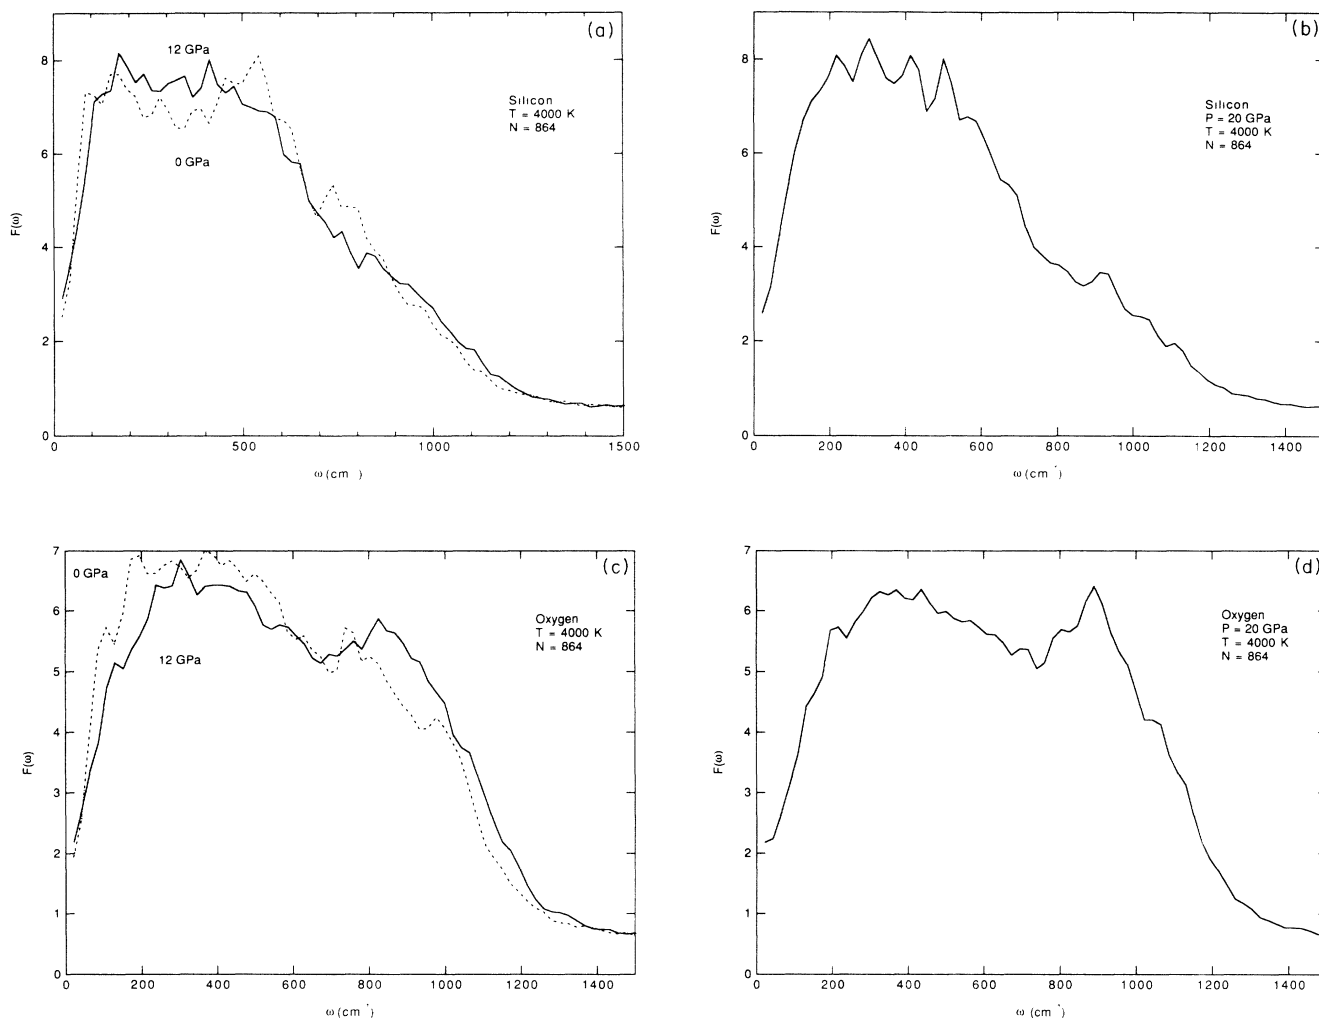 (a)
12 GPa
0 GPa
Silicon
T = 4000 K
N = 864
F(ω)
8
6
4
2
0
0 500 1000 1500
ω (cm )
(b)
Silicon
P = 20 GPa
T = 4000 K
N = 864
F(ω)
8
6
4
2
0
0 200 400 600 800 1000 1200 1400
ω (cm )
(c)
0 GPa
12 GPa
Oxygen
T = 4000 K
N = 864
F(ω)
7
6
5
4
3
2
1
0
0 200 400 600 800 1000 1200 1400
ω (cm )
(d)
Oxygen
P = 20 GPa
T = 4000 K
N = 864
F(ω)
7
6
5
4
3
2
1
0
0 200 400 600 800 1000 1200 1400
ω (cm )